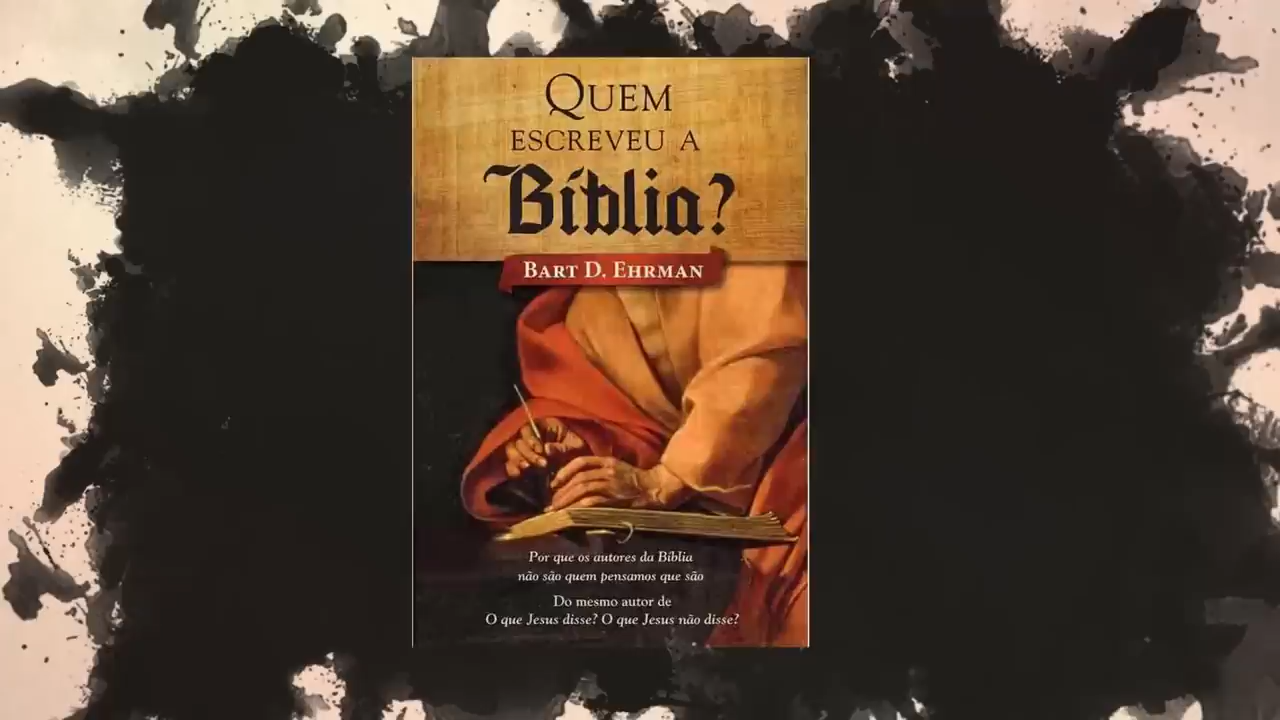 QUEM
ESCREVEU A
Bíblia?
BART D. EHRMAN
Por que os autores da Bíblia
não são quem pensamos que são
Do mesmo autor de
O que Jesus disse? O que Jesus não disse?